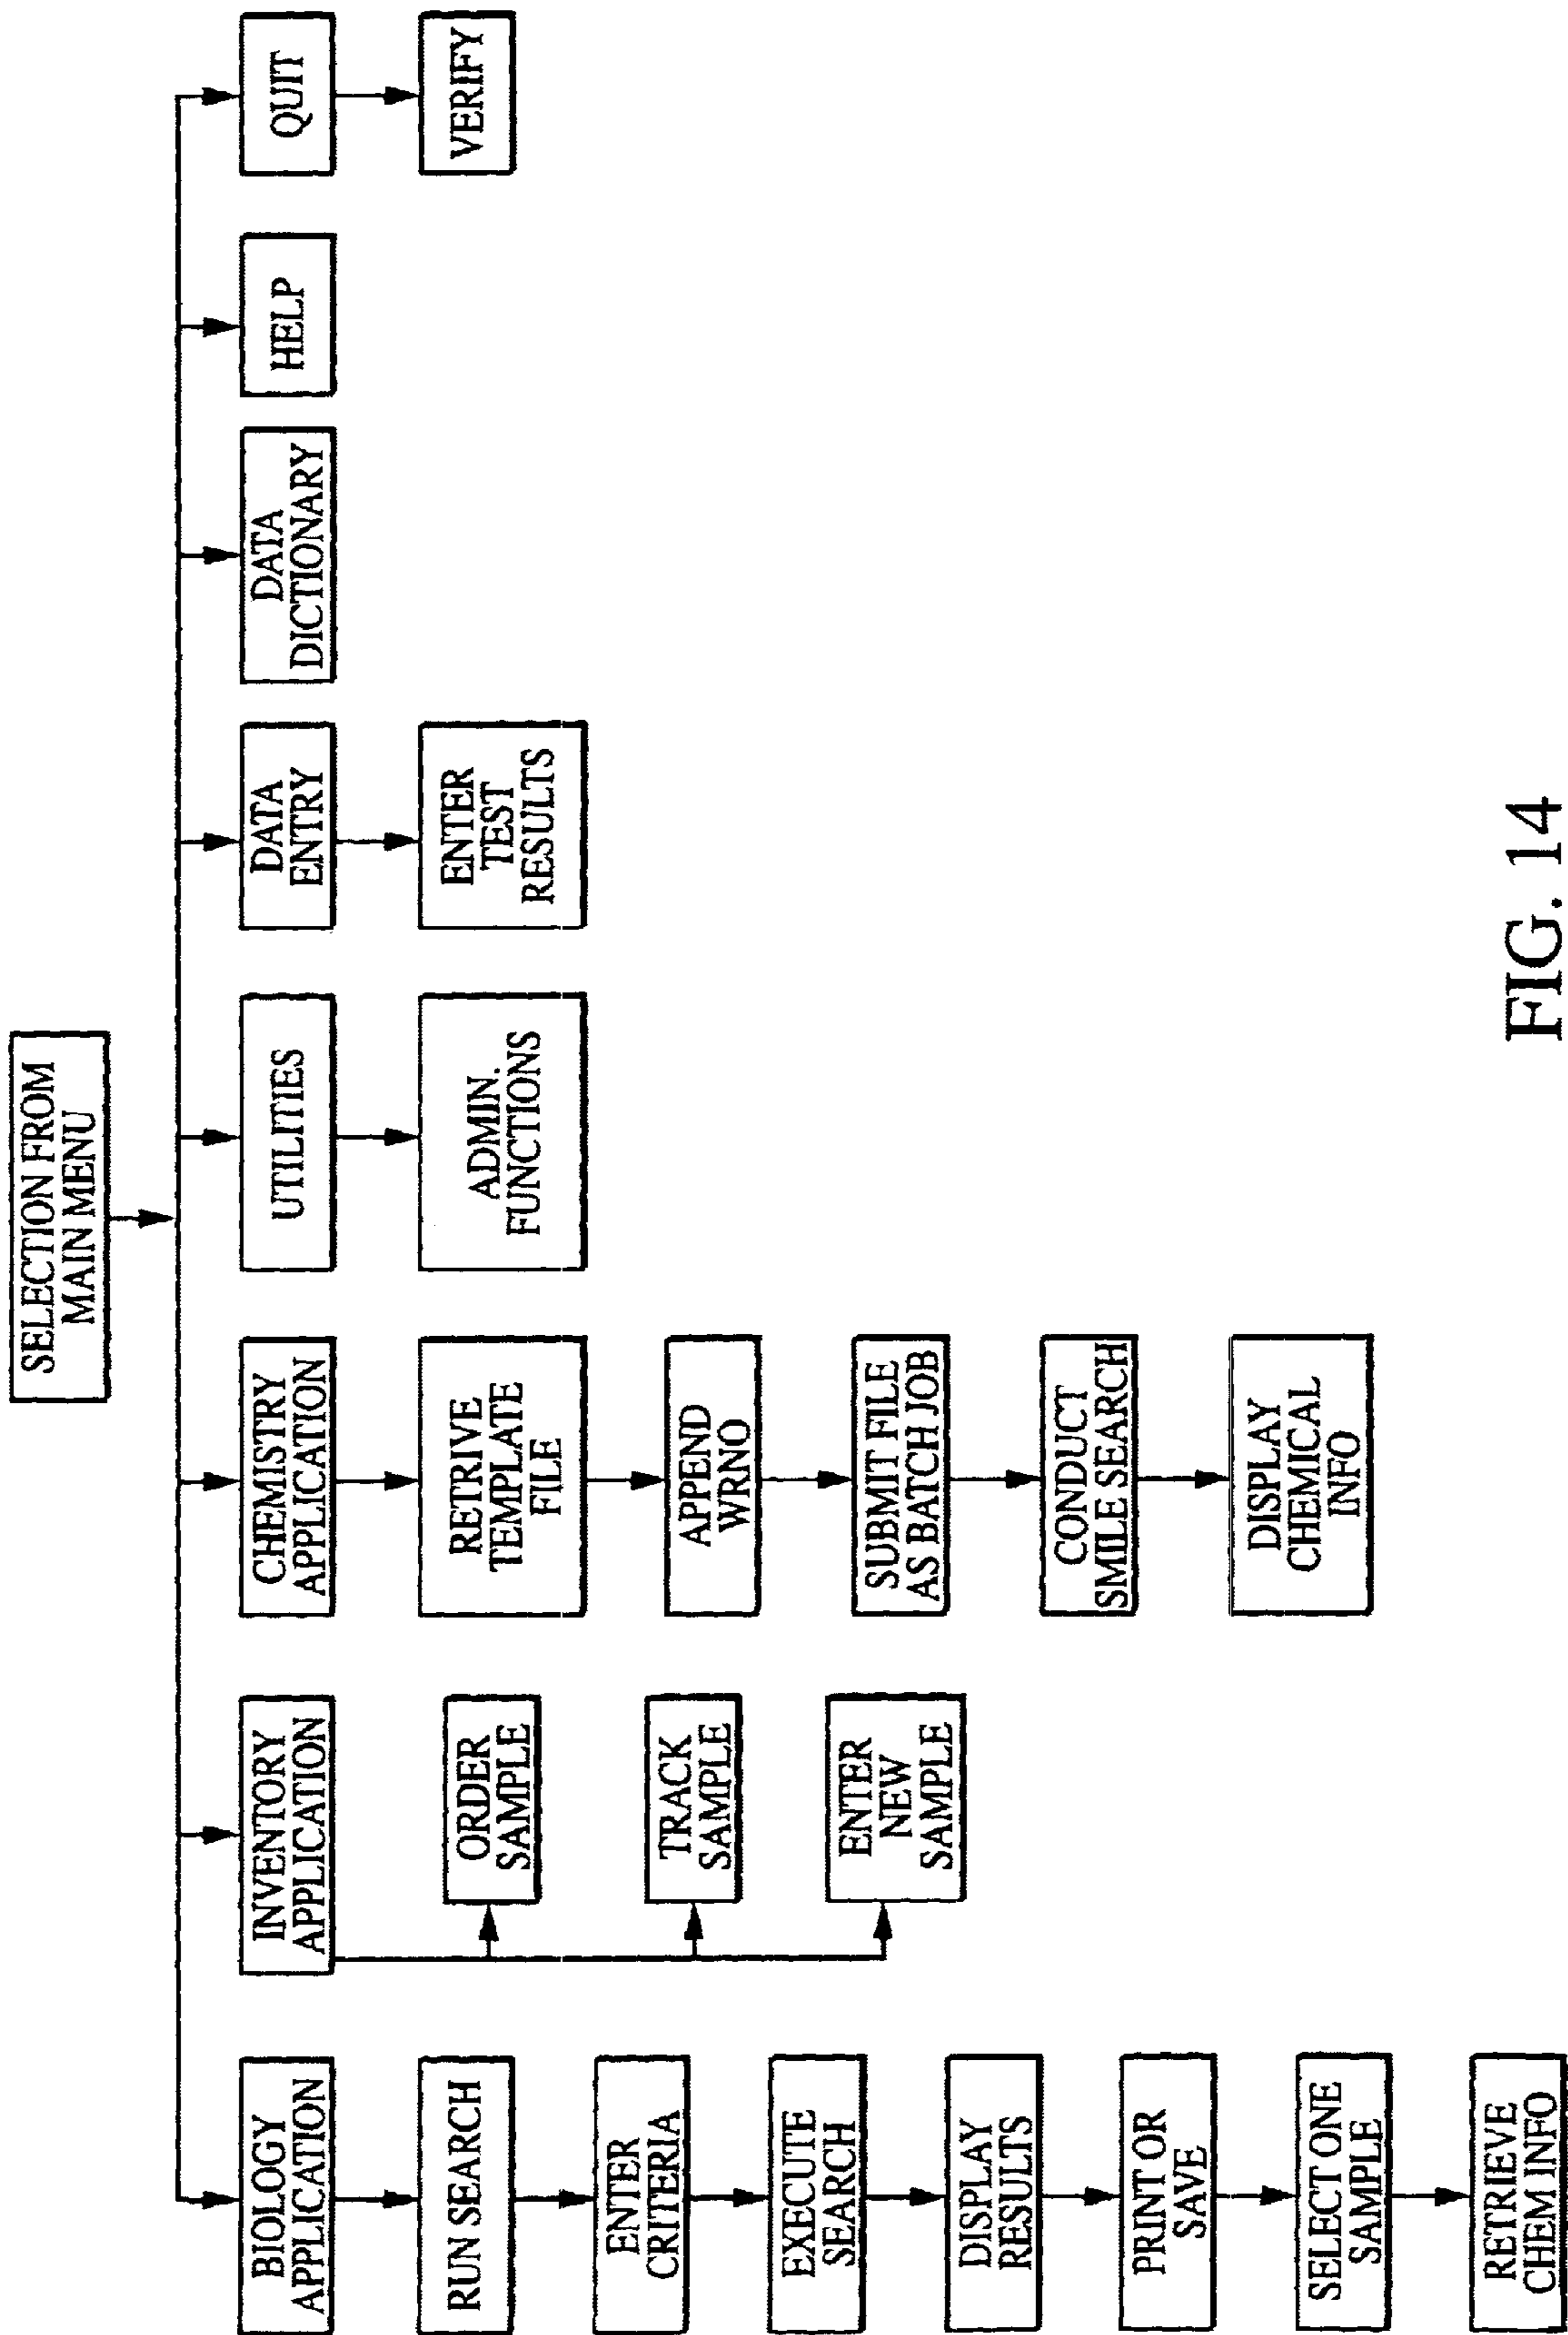 SELECTION FROM
MAIN MENU
BIOLOGY
APPLICATION
RUN SEARCH
ENTER
CRITERIA
EXECUTE
SEARCH
DISPLAY
RESULTS
PRINT OR
SAVE
SELECT ONE
SAMPLE
RETRIEVE
CHEM INFO
INVENTORY
APPLICATION
ORDER
SAMPLE
TRACK
SAMPLE
ENTER
NEW
SAMPLE
CHEMISTRY
APPLICATION
RETRIVE
TEMPLATE
FILE
APPEND
WRNO
SUBMIT FILE
AS BATCH JOB
CONDUCT
SMILE SEARCH
DISPLAY
CHEMICAL
INFO
UTILITIES
ADMIN.
FUNCTIONS
DATA
ENTRY
ENTER
TEST
RESULTS
DATA
DICTIONARY
HELP
QUIT
VERIFY
FIG. 14